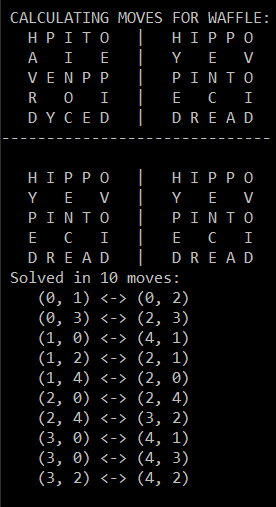 CALCULATING MOVES FOR WAFFLE:
H P I T O | H I P P O
A I E | Y E V
V E N P P | P I N T O
R O I | E C I
D Y C E D | D R E A D
------------------------------
H I P P O | H I P P O
Y E V | Y E V
P I N T O | P I N T O
E C I | E C I
D R E A D | D R E A D
Solved in 10 moves:
(0, 1) <-> (0, 2)
(0, 3) <-> (2, 3)
(1, 0) <-> (4, 1)
(1, 2) <-> (2, 1)
(1, 4) <-> (2, 0)
(2, 0) <-> (2, 4)
(2, 4) <-> (3, 2)
(3, 0) <-> (4, 1)
(3, 0) <-> (4, 3)
(3, 2) <-> (4, 2)